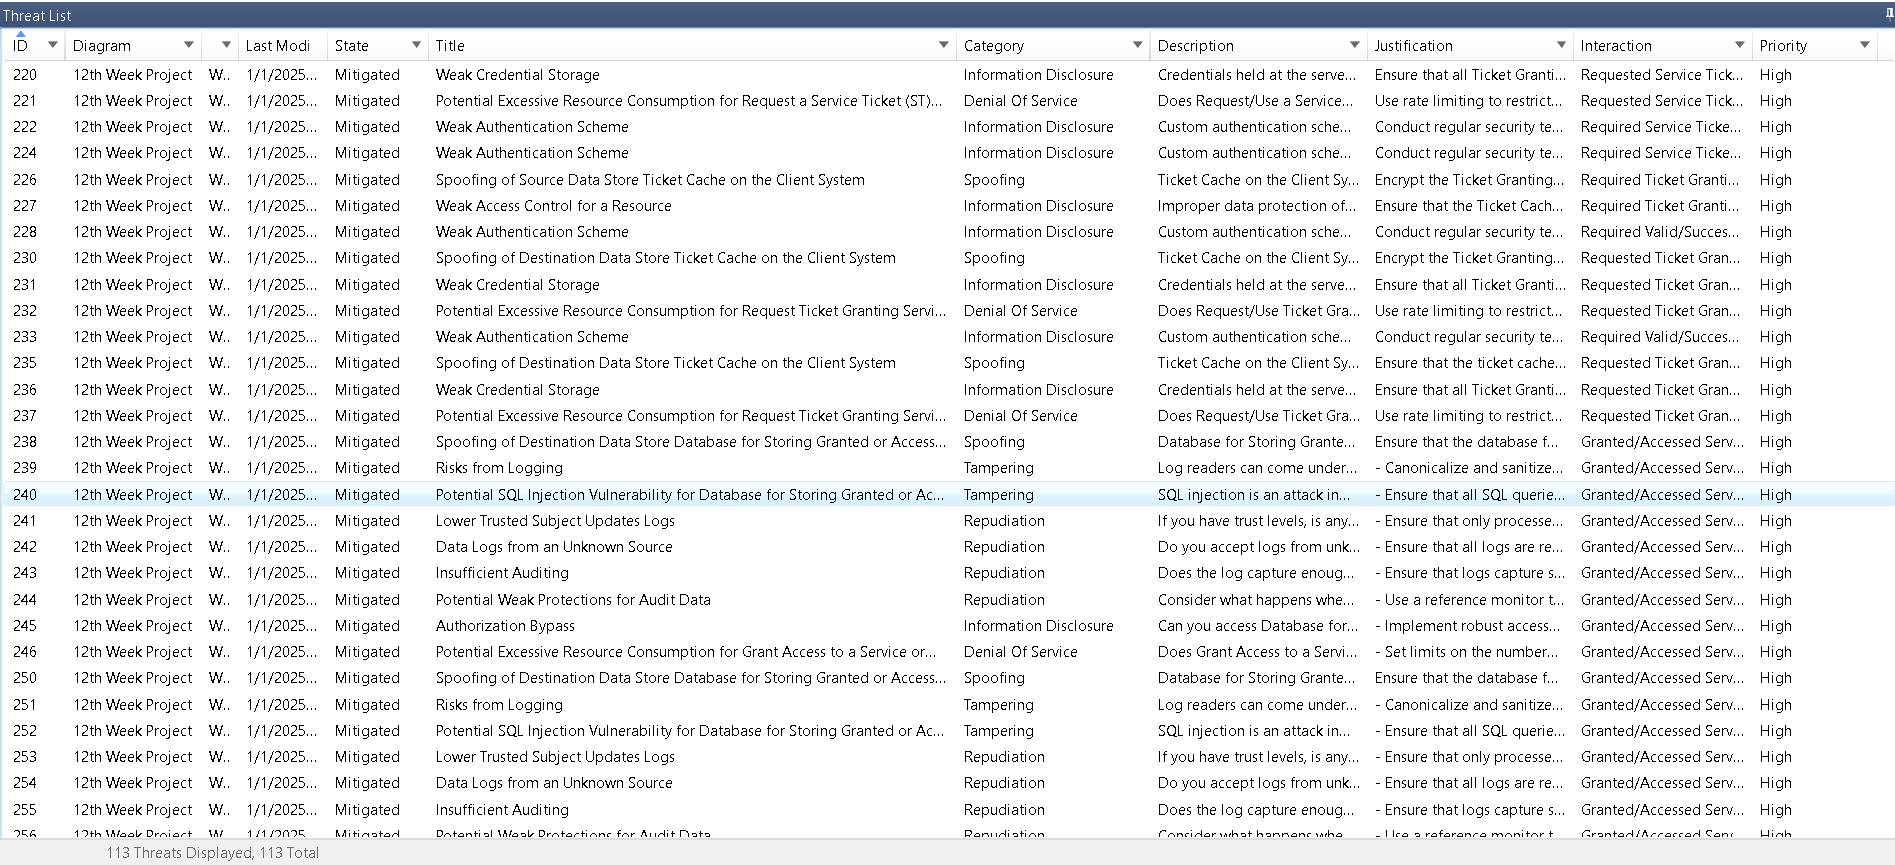 Threat List
ID Diagram Last Modi State Title Category Description Justification Interaction Priority
220 12th Week Project W.. 1/1/2025... Mitigated Weak Credential Storage Information Disclosure Credentials held at the serve... Ensure that all Ticket Granti... Requested Service Tick... High
221 12th Week Project W.. 1/1/2025... Mitigated Potential Excessive Resource Consumption for Request a Service Ticket (ST)... Denial Of Service Does Request/Use a Service... Use rate limiting to restrict... Requested Service Tick... High
222 12th Week Project W.. 1/1/2025... Mitigated Weak Authentication Scheme Information Disclosure Custom authentication sche... Conduct regular security te... Required Service Ticke... High
224 12th Week Project W.. 1/1/2025... Mitigated Weak Authentication Scheme Information Disclosure Custom authentication sche... Conduct regular security te... Required Service Ticke... High
226 12th Week Project W.. 1/1/2025... Mitigated Spoofing of Source Data Store Ticket Cache on the Client System Spoofing Ticket Cache on the Client Sy... Encrypt the Ticket Granting... Required Ticket Granti... High
227 12th Week Project W.. 1/1/2025... Mitigated Weak Access Control for a Resource Information Disclosure Improper data protection of... Ensure that the Ticket Cach... Required Ticket Granti... High
228 12th Week Project W.. 1/1/2025... Mitigated Weak Authentication Scheme Information Disclosure Custom authentication sche... Conduct regular security te... Required Valid/Succes... High
230 12th Week Project W.. 1/1/2025... Mitigated Spoofing of Destination Data Store Ticket Cache on the Client System Spoofing Ticket Cache on the Client Sy... Encrypt the Ticket Granting... Requested Ticket Gran... High
231 12th Week Project W.. 1/1/2025... Mitigated Weak Credential Storage Information Disclosure Credentials held at the serve... Ensure that all Ticket Granti... Requested Ticket Gran... High
232 12th Week Project W.. 1/1/2025... Mitigated Potential Excessive Resource Consumption for Request Ticket Granting Servi... Denial Of Service Does Request/Use Ticket Gra... Use rate limiting to restrict... Requested Ticket Gran... High
233 12th Week Project W.. 1/1/2025... Mitigated Weak Authentication Scheme Information Disclosure Custom authentication sche... Conduct regular security te... Required Valid/Succes... High
235 12th Week Project W.. 1/1/2025... Mitigated Spoofing of Destination Data Store Ticket Cache on the Client System Spoofing Ticket Cache on the Client Sy... Ensure that the ticket cache... Requested Ticket Gran... High
236 12th Week Project W.. 1/1/2025... Mitigated Weak Credential Storage Information Disclosure Credentials held at the serve... Ensure that all Ticket Granti... Requested Ticket Gran... High
237 12th Week Project W.. 1/1/2025... Mitigated Potential Excessive Resource Consumption for Request Ticket Granting Servi... Denial Of Service Does Request/Use Ticket Gra... Use rate limiting to restrict... Requested Ticket Gran... High
238 12th Week Project W.. 1/1/2025... Mitigated Spoofing of Destination Data Store Database for Storing Granted or Access... Spoofing Database for Storing Grante... Ensure that the database f... Granted/Accessed Serv... High
239 12th Week Project W.. 1/1/2025... Mitigated Risks from Logging Tampering Log readers can come under... - Canonicalize and sanitize... Granted/Accessed Serv... High
240 12th Week Project W.. 1/1/2025... Mitigated Potential SQL Injection Vulnerability for Database for Storing Granted or Ac... Tampering SQL injection is an attack in... - Ensure that all SQL querie... Granted/Accessed Serv... High
241 12th Week Project W.. 1/1/2025... Mitigated Lower Trusted Subject Updates Logs Repudiation If you have trust levels, is any... - Ensure that only processe... Granted/Accessed Serv... High
242 12th Week Project W.. 1/1/2025... Mitigated Data Logs from an Unknown Source Repudiation Do you accept logs from unk... - Ensure that all logs are re... Granted/Accessed Serv... High
243 12th Week Project W.. 1/1/2025... Mitigated Insufficient Auditing Repudiation Does the log capture enoug... - Ensure that logs capture s... Granted/Accessed Serv... High
244 12th Week Project W.. 1/1/2025... Mitigated Potential Weak Protections for Audit Data Repudiation Consider what happens whe... - Use a reference monitor t... Granted/Accessed Serv... High
245 12th Week Project W.. 1/1/2025... Mitigated Authorization Bypass Information Disclosure Can you access Database for... - Implement robust access... Granted/Accessed Serv... High
246 12th Week Project W.. 1/1/2025... Mitigated Potential Excessive Resource Consumption for Grant Access to a Service or... Denial Of Service Does Grant Access to a Servi... - Set limits on the number... Granted/Accessed Serv... High
250 12th Week Project W.. 1/1/2025... Mitigated Spoofing of Destination Data Store Database for Storing Granted or Access... Spoofing Database for Storing Grante... Ensure that the database f... Granted/Accessed Serv... High
251 12th Week Project W.. 1/1/2025... Mitigated Risks from Logging Tampering Log readers can come under... - Canonicalize and sanitize... Granted/Accessed Serv... High
252 12th Week Project W.. 1/1/2025... Mitigated Potential SQL Injection Vulnerability for Database for Storing Granted or Ac... Tampering SQL injection is an attack in... - Ensure that all SQL querie... Granted/Accessed Serv... High
253 12th Week Project W.. 1/1/2025... Mitigated Lower Trusted Subject Updates Logs Repudiation If you have trust levels, is any... - Ensure that only processe... Granted/Accessed Serv... High
254 12th Week Project W.. 1/1/2025... Mitigated Data Logs from an Unknown Source Repudiation Do you accept logs from unk... - Ensure that all logs are re... Granted/Accessed Serv... High
255 12th Week Project W.. 1/1/2025... Mitigated Insufficient Auditing Repudiation Does the log capture enoug... - Ensure that logs capture s... Granted/Accessed Serv... High
256 12th Week Project W.. 1/1/2025... Mitigated Potential Weak Protections for Audit Data Repudiation Consider what happens whe... - Use a reference monitor t... Granted/Accessed Serv... High
113 Threats Displayed, 113 Total